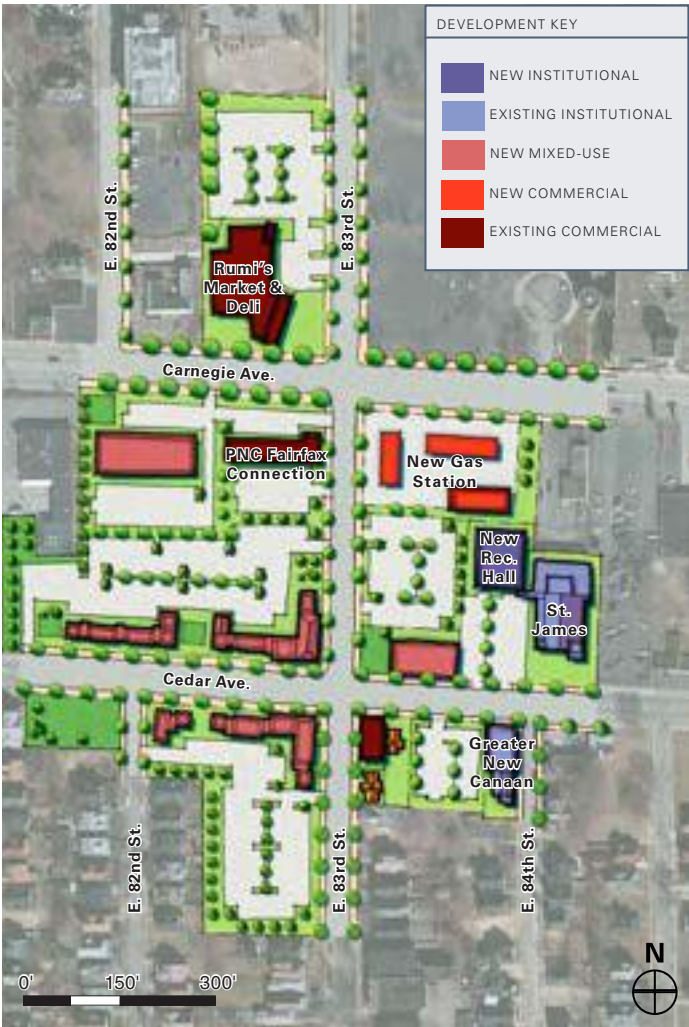 DEVELOPMENT KEY
NEW INSTITUTIONAL
EXISTING INSTITUTIONAL
NEW MIXED-USE
NEW COMMERCIAL
EXISTING COMMERCIAL
E. 82nd St.
E. 83rd St.
Rumi's
Market &
Deli
Carnegie Ave.
PNC Fairfax
Connection
New Gas
Station
New
Rec.
Hall
St.
James
Cedar Ave.
Greater
New
Canaan
E. 82nd St.
E. 83rd St.
E. 84th St.
N
0' 150' 300'